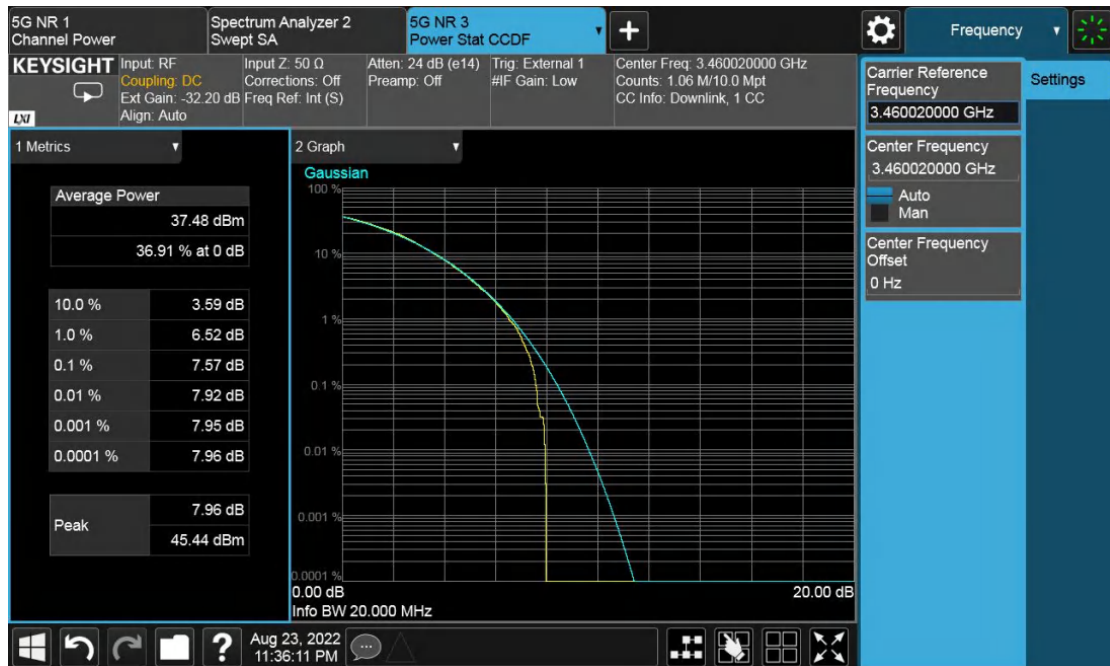 5G NR 1
Channel Power
Spectrum Analyzer 2
Swept SA
5G NR 3
Power Stat CCDF
Frequency
KEYSIGHT
LXI
Input: RF
Coupling: DC
Ext Gain: -32.20 dB
Align: Auto
Input Z: 50 Ω
Corrections: Off
Freq Ref: Int (S)
Atten: 24 dB (e14)
Preamp: Off
Trig: External 1
#IF Gain: Low
Center Freq: 3.460020000 GHz
Counts: 1.06 M/10.0 Mpt
CC Info: Downlink, 1 CC
1 Metrics
Average Power
37.48 dBm
36.91 % at 0 dB
10.0 % 3.59 dB
1.0 % 6.52 dB
0.1 % 7.57 dB
0.01 % 7.92 dB
0.001 % 7.95 dB
0.0001 % 7.96 dB
Peak
7.96 dB
45.44 dBm
2 Graph
Gaussian
100 %
10 %
1 %
0.1 %
0.01 %
0.001 %
0.0001 %
0.00 dB 20.00 dB
Info BW 20.000 MHz
Carrier Reference
Frequency
3.460020000 GHz
Center Frequency
3.460020000 GHz
Auto
Man
Center Frequency
Offset
0 Hz
Settings
?
Aug 23, 2022
11:36:11 PM